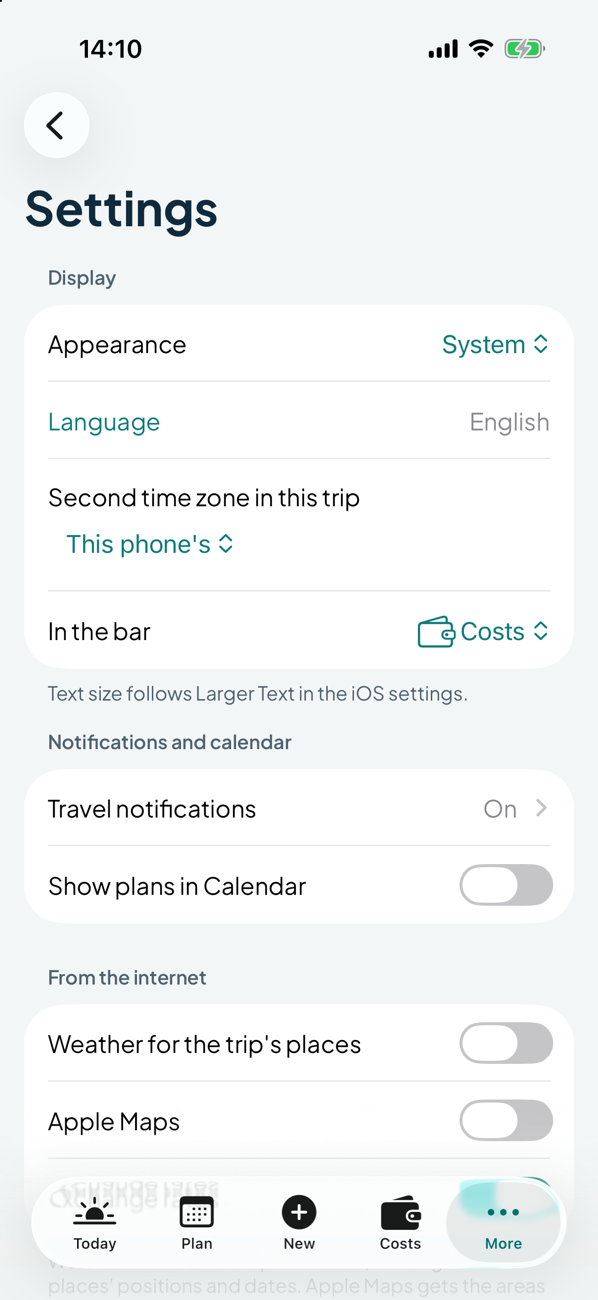 14:10
Settings
Display
Appearance
System
Language
English
Second time zone in this trip
This phone's
In the bar
Costs
Text size follows Larger Text in the iOS settings.
Notifications and calendar
Travel notifications
On
Show plans in Calendar
From the internet
Weather for the trip's places
Apple Maps
Today
Plan
New
Costs
More
places' positions and dates. Apple Maps gets the areas